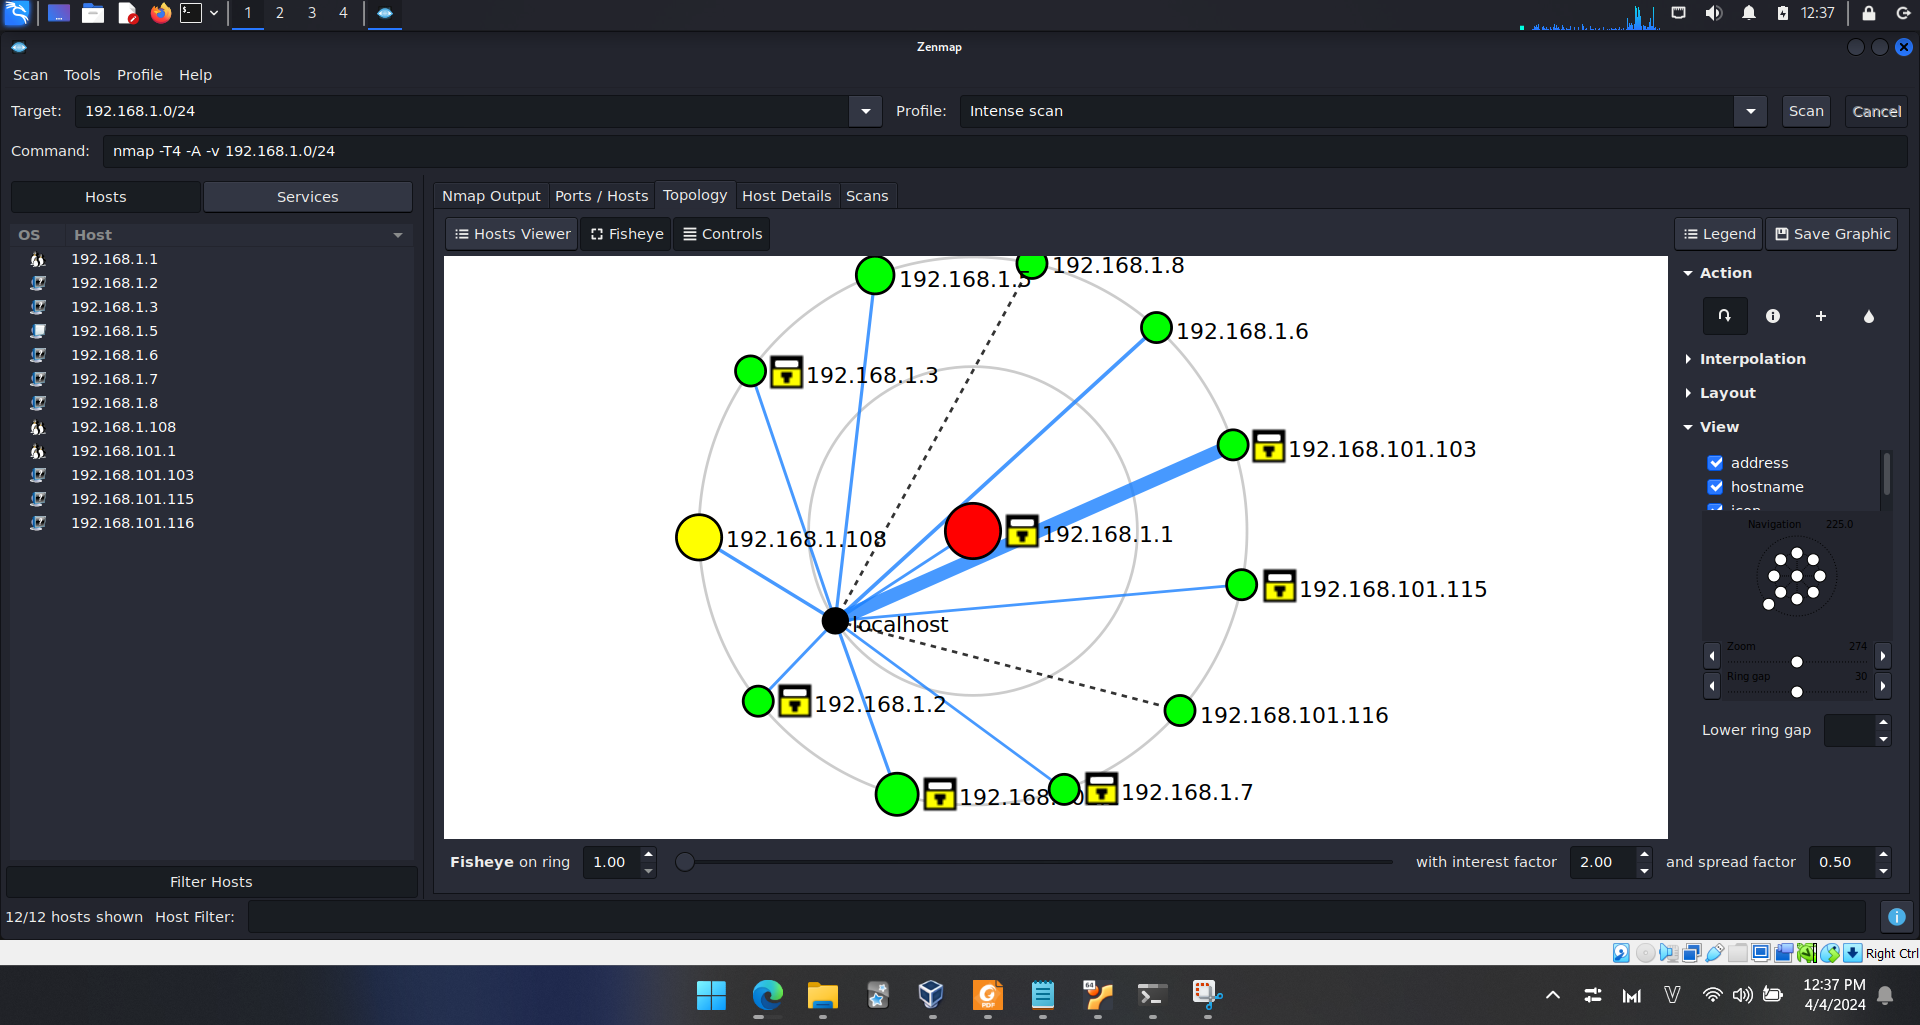 1 2 3 4
12:37
Zenmap
Scan Tools Profile Help
Target: 192.168.1.0/24 Profile: Intense scan Scan Cancel
Command: nmap -T4 -A -v 192.168.1.0/24
Hosts Services
OS Host
192.168.1.1
192.168.1.2
192.168.1.3
192.168.1.5
192.168.1.6
192.168.1.7
192.168.1.8
192.168.1.108
192.168.101.1
192.168.101.103
192.168.101.115
192.168.101.116
Filter Hosts
Nmap Output Ports / Hosts Topology Host Details Scans
Hosts Viewer Fisheye Controls Legend Save Graphic
192.168.1.8
192.168.1.5
192.168.1.6
192.168.1.3
192.168.101.103
192.168.1.108
192.168.1.1
192.168.101.115
localhost
192.168.1.2
192.168.101.116
192.168.1.7
Action
Interpolation
Layout
View
address
hostname
icon
Navigation 225.0
Zoom 274
Ring gap 30
Lower ring gap
Fisheye on ring 1.00 with interest factor 2.00 and spread factor 0.50
12/12 hosts shown Host Filter:
Right Ctrl
64
PDF
12:37 PM
4/4/2024